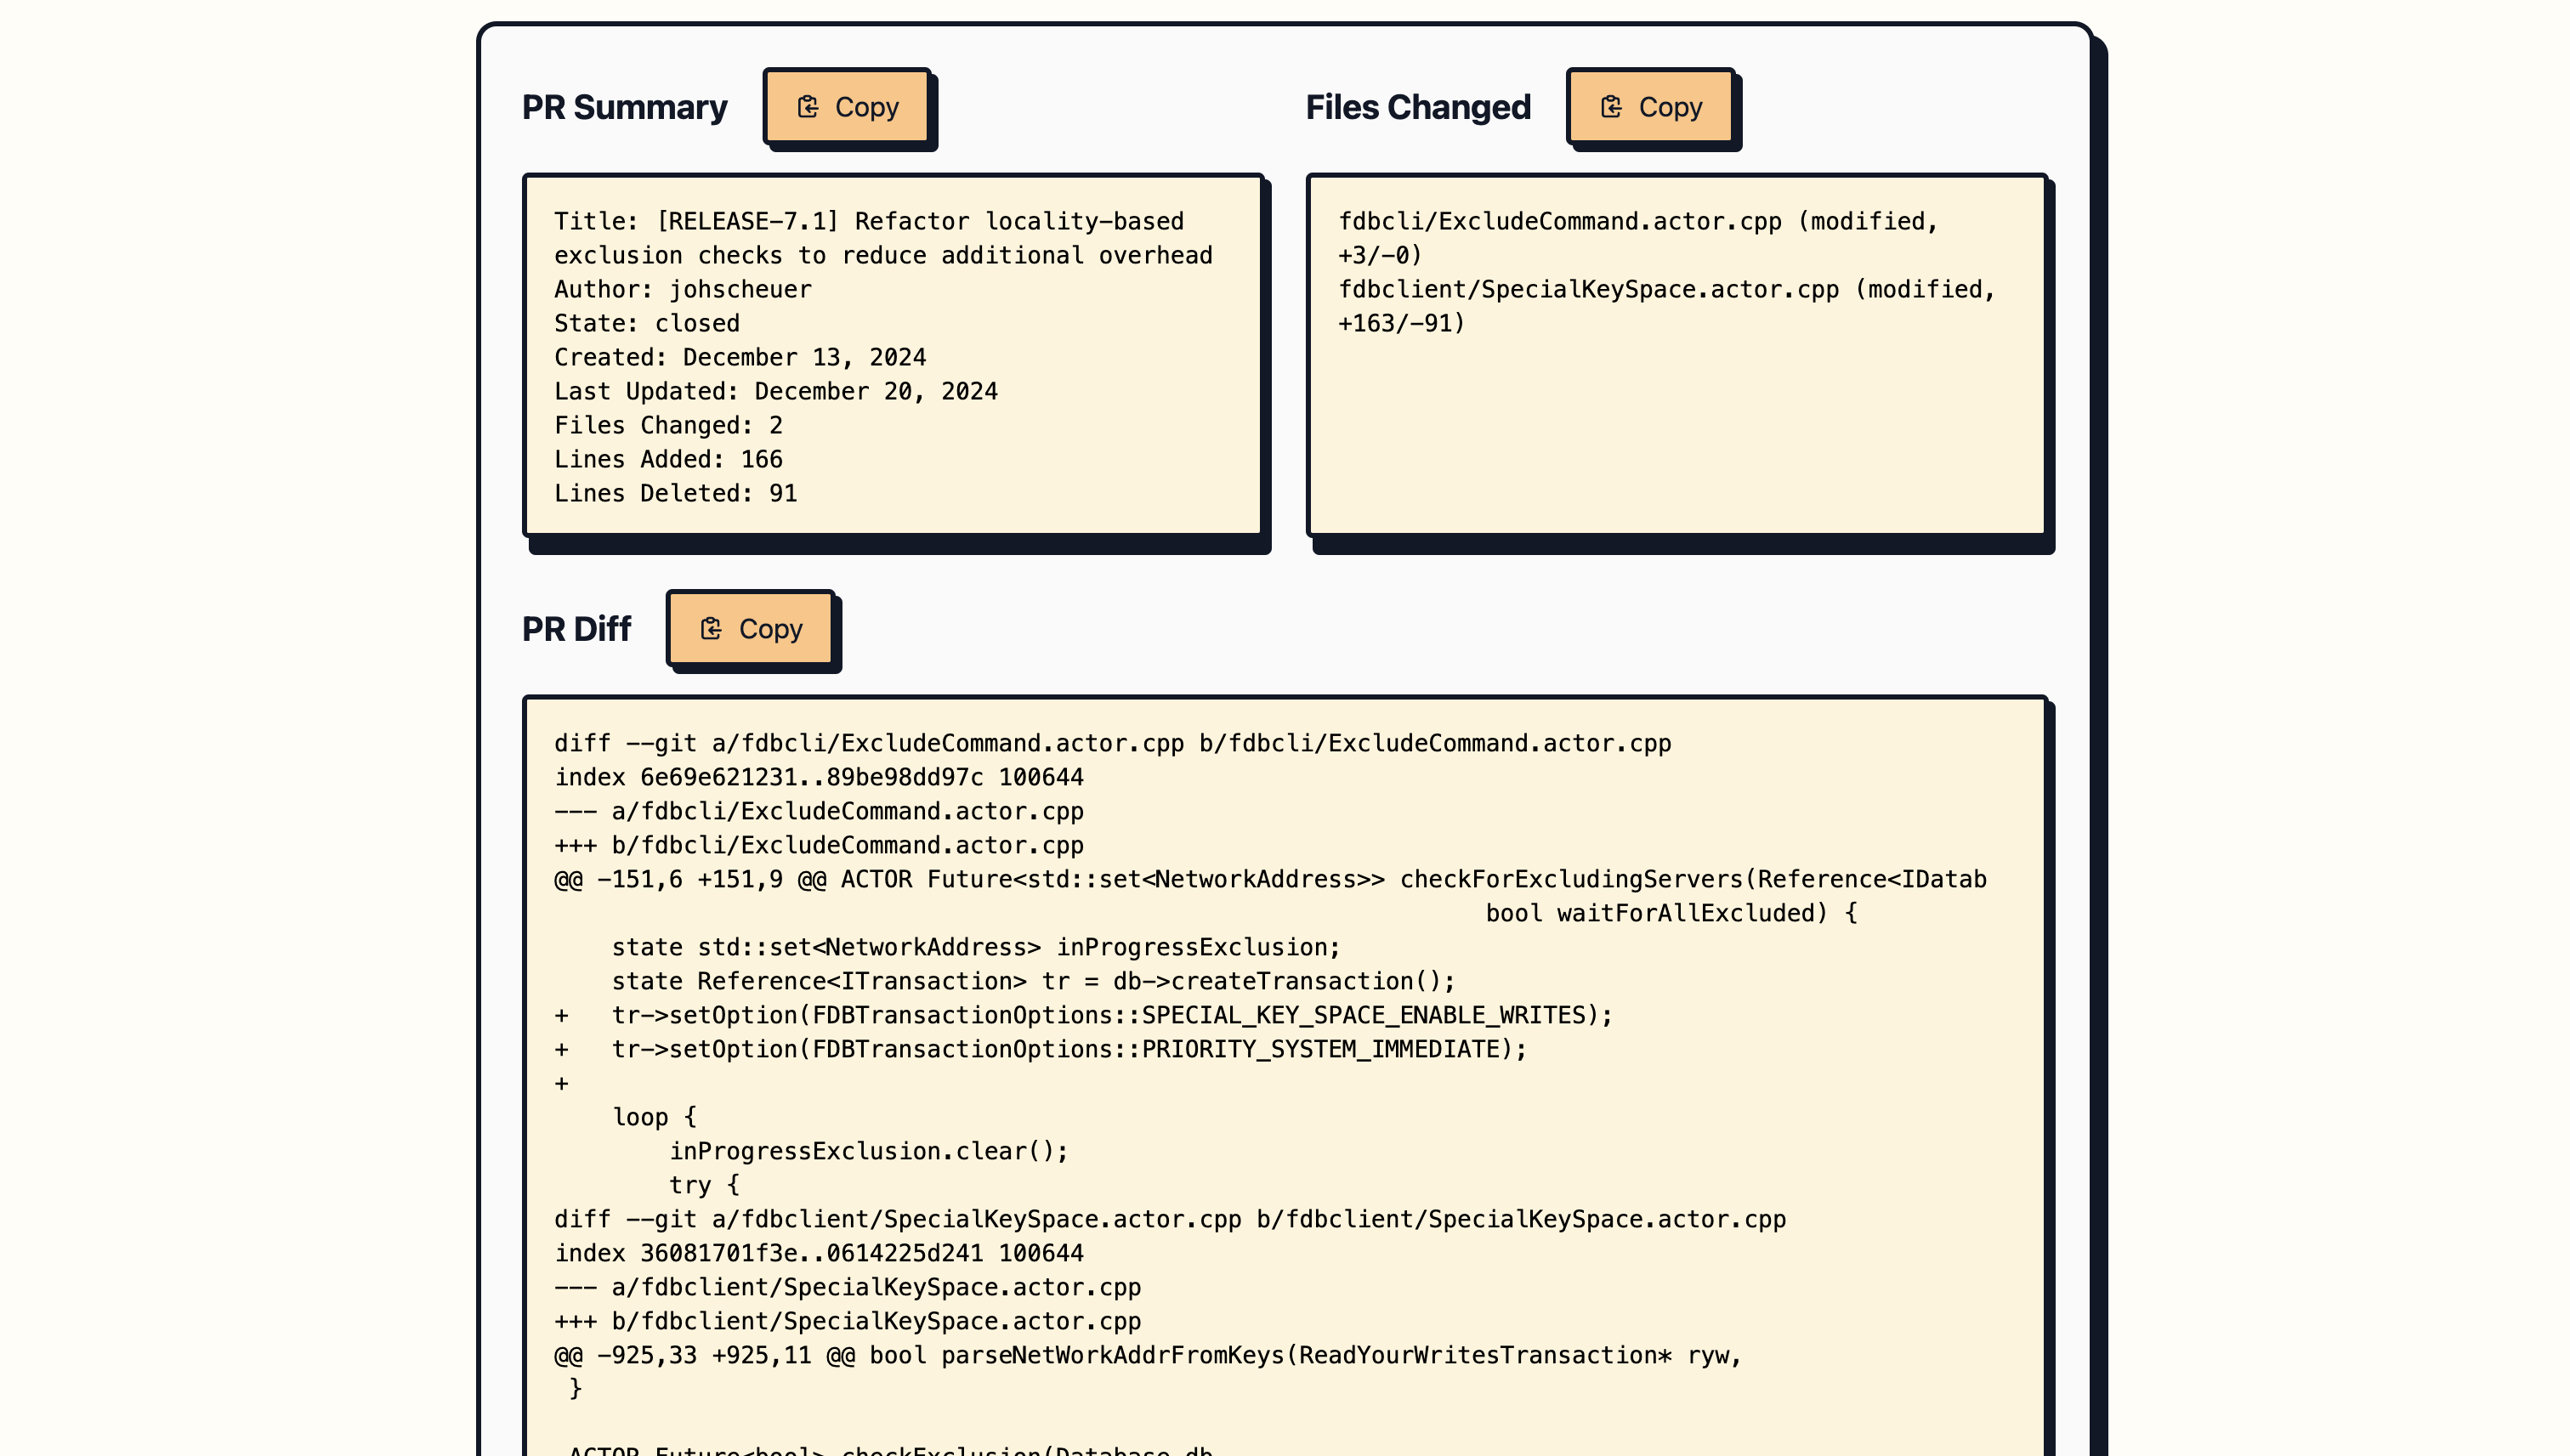 PR Summary
Copy
Title: [RELEASE-7.1] Refactor locality-based
exclusion checks to reduce additional overhead
Author: johscheuer
State: closed
Created: December 13, 2024
Last Updated: December 20, 2024
Files Changed: 2
Lines Added: 166
Lines Deleted: 91
Files Changed
Copy
fdbcli/ExcludeCommand.actor.cpp (modified,
+3/-0)
fdbclient/SpecialKeySpace.actor.cpp (modified,
+163/-91)
PR Diff
Copy
diff --git a/fdbcli/ExcludeCommand.actor.cpp b/fdbcli/ExcludeCommand.actor.cpp
index 6e69e621231..89be98dd97c 100644
--- a/fdbcli/ExcludeCommand.actor.cpp
+++ b/fdbcli/ExcludeCommand.actor.cpp
@@ -151,6 +151,9 @@ ACTOR Future<std::set<NetworkAddress>> checkForExcludingServers(Reference<IDatab
bool waitForAllExcluded) {
state std::set<NetworkAddress> inProgressExclusion;
state Reference<ITransaction> tr = db->createTransaction();
+ tr->setOption(FDBTransactionOptions::SPECIAL_KEY_SPACE_ENABLE_WRITES);
+ tr->setOption(FDBTransactionOptions::PRIORITY_SYSTEM_IMMEDIATE);
+
loop {
inProgressExclusion.clear();
try {
diff --git a/fdbclient/SpecialKeySpace.actor.cpp b/fdbclient/SpecialKeySpace.actor.cpp
index 36081701f3e..0614225d241 100644
--- a/fdbclient/SpecialKeySpace.actor.cpp
+++ b/fdbclient/SpecialKeySpace.actor.cpp
@@ -925,33 +925,11 @@ bool parseNetWorkAddrFromKeys(ReadYourWritesTransaction* ryw,
}
ACTOR Future<bool> checkExclusion(Database db,